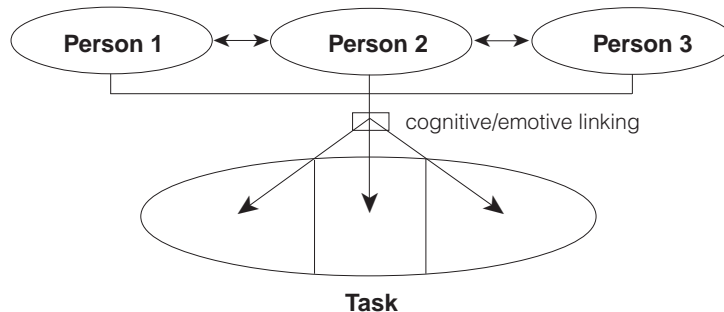 Person 1
Person 2
Person 3
cognitive/emotive linking
Task